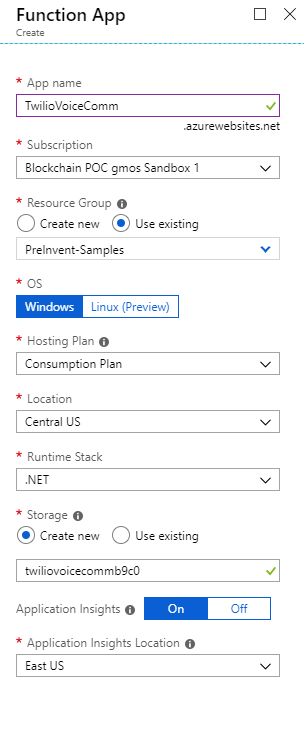 Function App
Create
* App name
TwilioVoiceComm
.azurewebsites.net
* Subscription
Blockchain POC gmos Sandbox 1
* Resource Group
Create new Use existing
PreInvent-Samples
* OS
Windows Linux (Preview)
* Hosting Plan
Consumption Plan
* Location
Central US
* Runtime Stack
.NET
* Storage
Create new Use existing
twiliovoicecommb9c0
Application Insights On Off
* Application Insights Location
East US